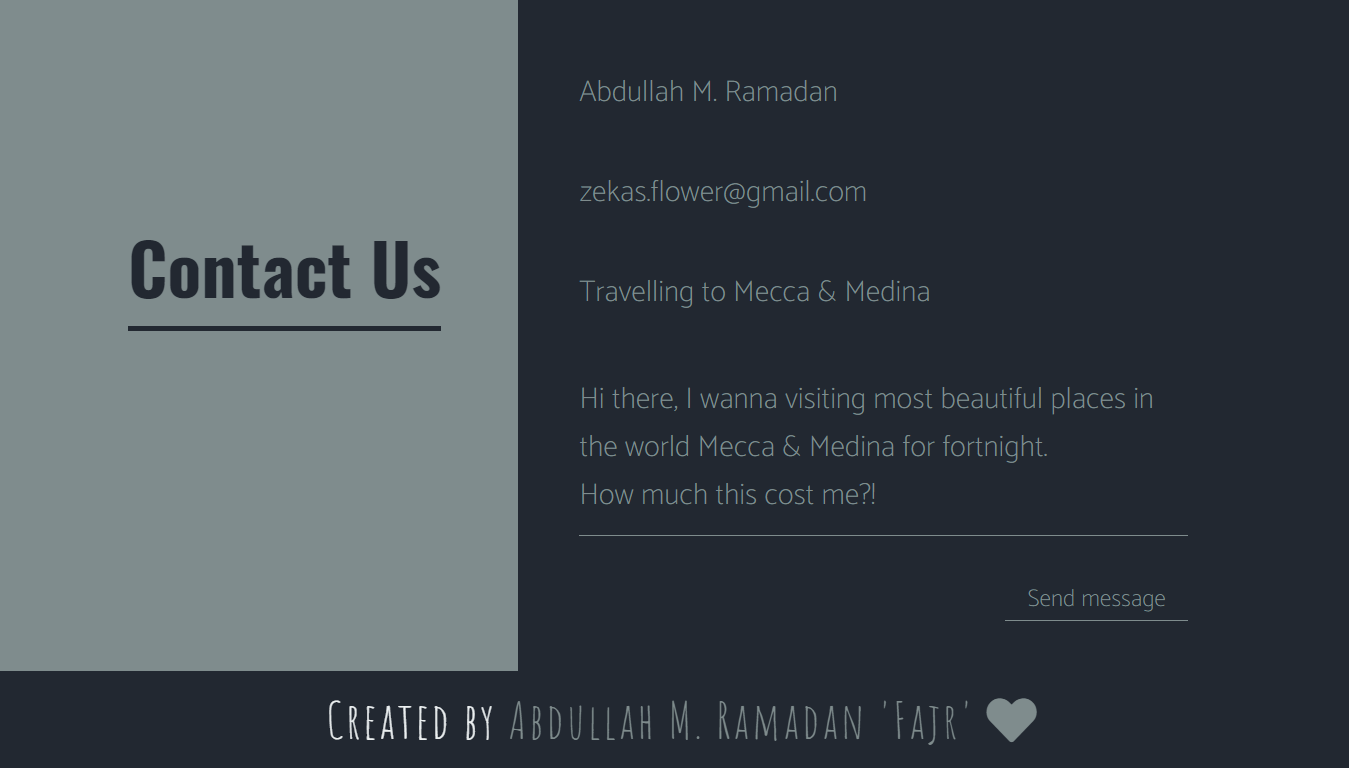 Contact Us
Abdullah M. Ramadan
zekas.flower@gmail.com
Travelling to Mecca & Medina
Hi there, I wanna visiting most beautiful places in
the world Mecca & Medina for fortnight.
How much this cost me?!
Send message
Created by Abdullah M. Ramadan 'Fajr'